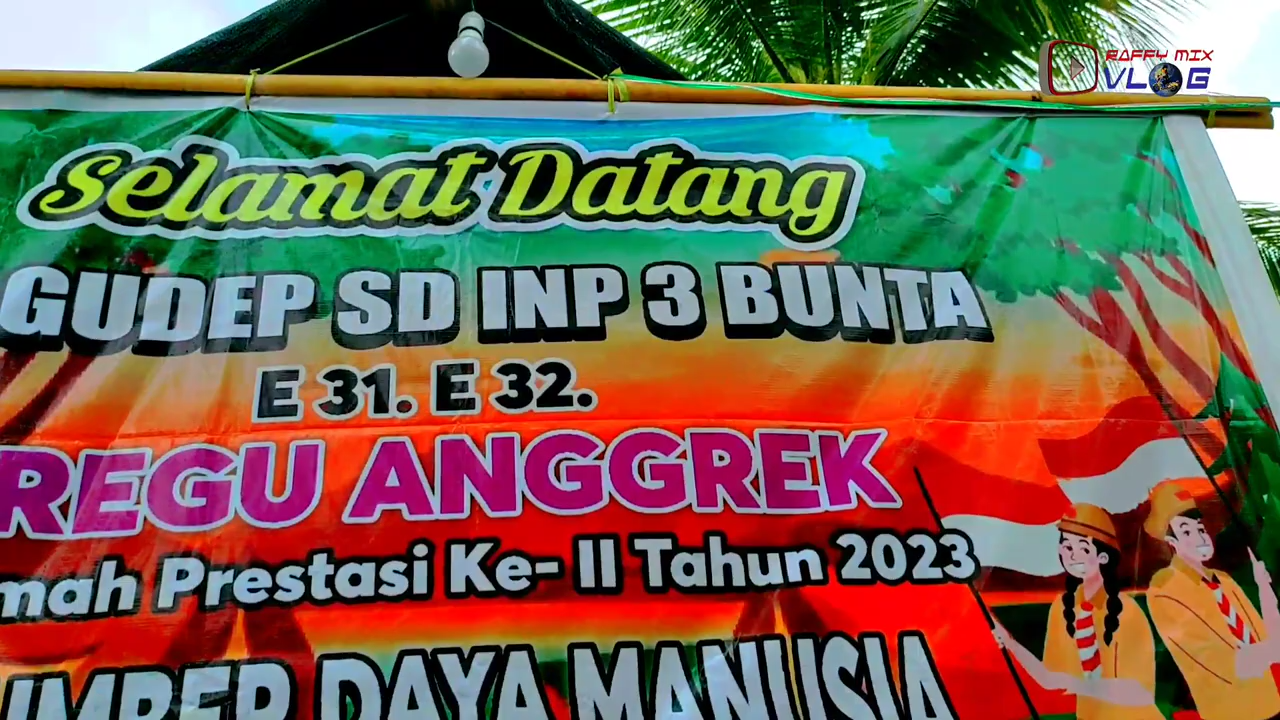 RAFFY MIX
VLOG
Selamat Datang
GUDEP SD INP 3 BUNTA
E 31. E 32.
REGU ANGGREK
Prestasi Ke- II Tahun 2023
DAYA MANUSIA